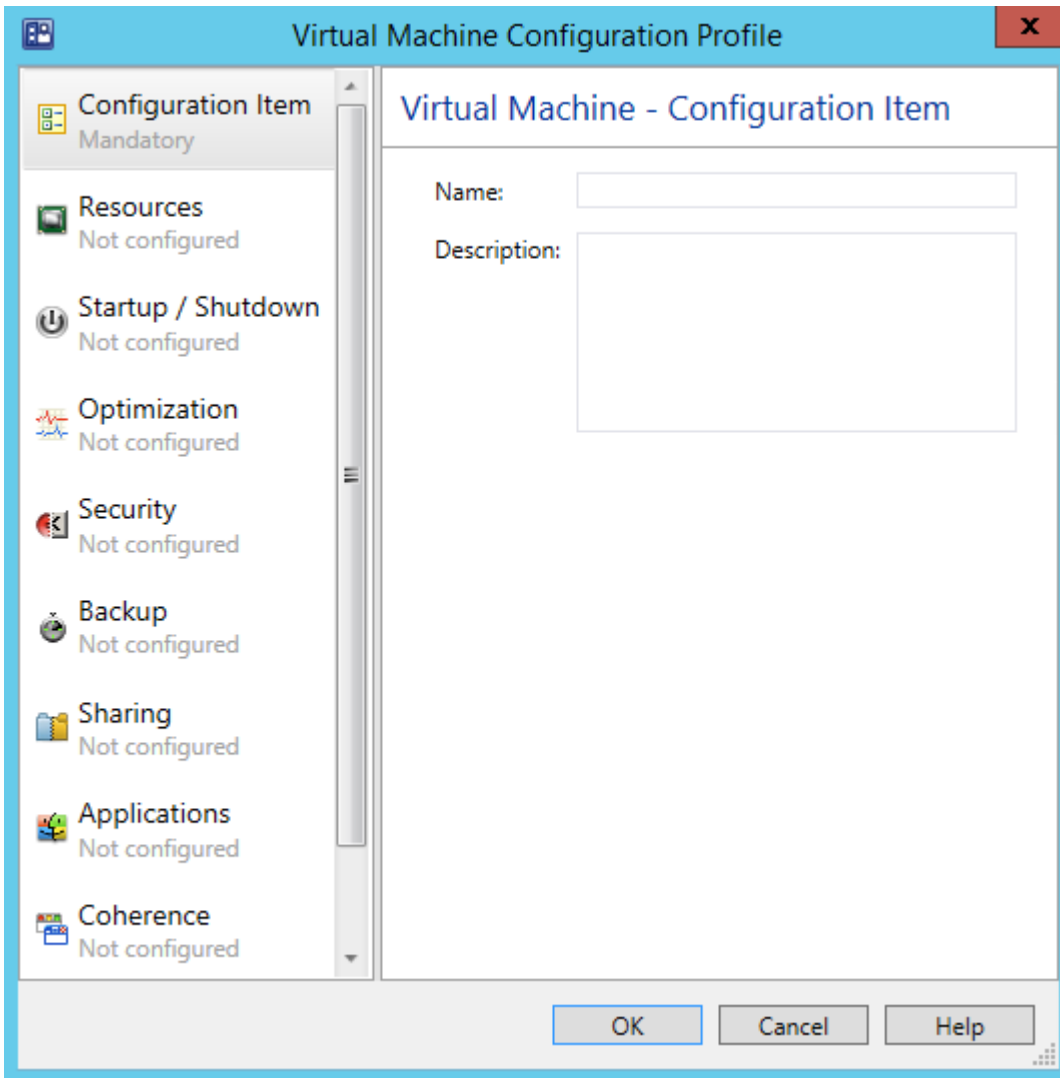 Virtual Machine Configuration Profile
x
Configuration Item
Mandatory
Resources
Not configured
Startup / Shutdown
Not configured
Optimization
Not configured
Security
Not configured
Backup
Not configured
Sharing
Not configured
Applications
Not configured
Coherence
Not configured
Virtual Machine - Configuration Item
Name:
Description:
OK
Cancel
Help